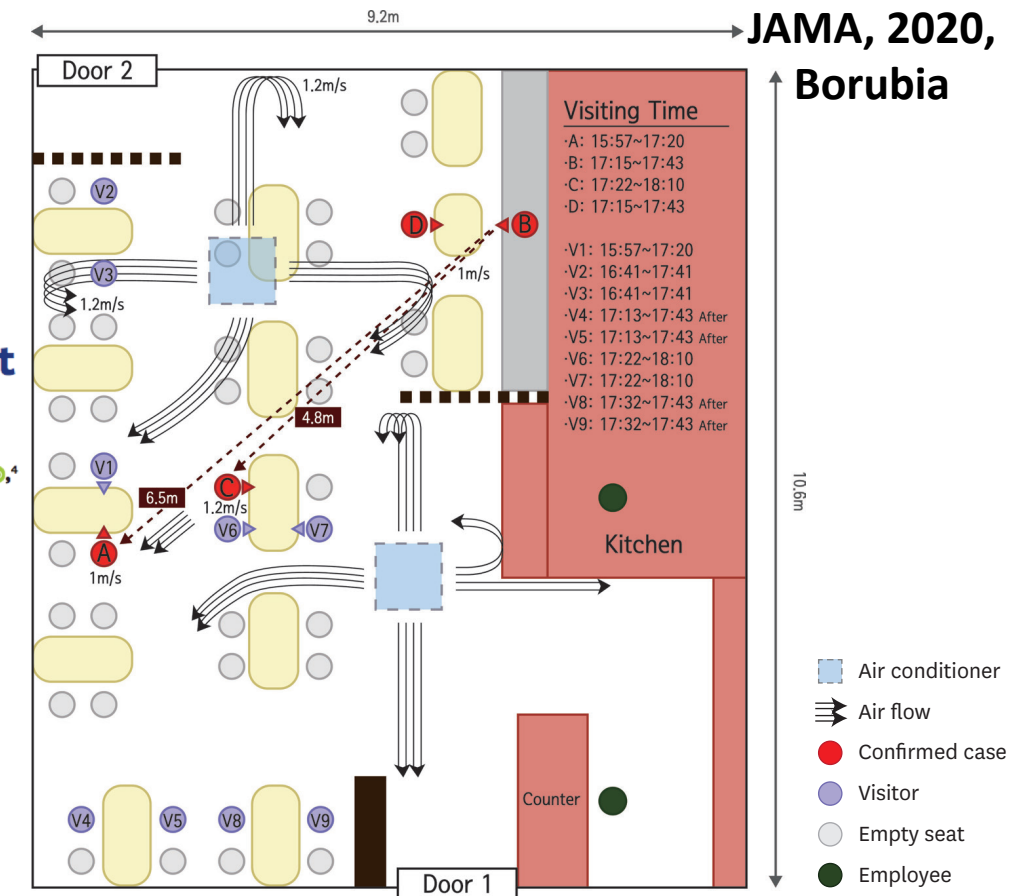 9.2m
JAMA, 2020,
Borubia
Door 2
1.2m/s
Visiting Time
·A: 15:57~17:20
·B: 17:15~17:43
·C: 17:22~18:10
·D: 17:15~17:43
·V1: 15:57~17:20
·V2: 16:41~17:41
·V3: 16:41~17:41
·V4: 17:13~17:43 After
·V5: 17:13~17:43 After
·V6: 17:22~18:10
·V7: 17:22~18:10
·V8: 17:32~17:43 After
·V9: 17:32~17:43 After
V2
D
B
V3
1m/s
1.2m/s
t
4.8m
V1
,4
6.5m
C
1.2m/s
V6
V7
A
1m/s
10.6m
Kitchen
Air conditioner
Air flow
Confirmed case
Visitor
Empty seat
Employee
Counter
V4
V5
V8
V9
Door 1